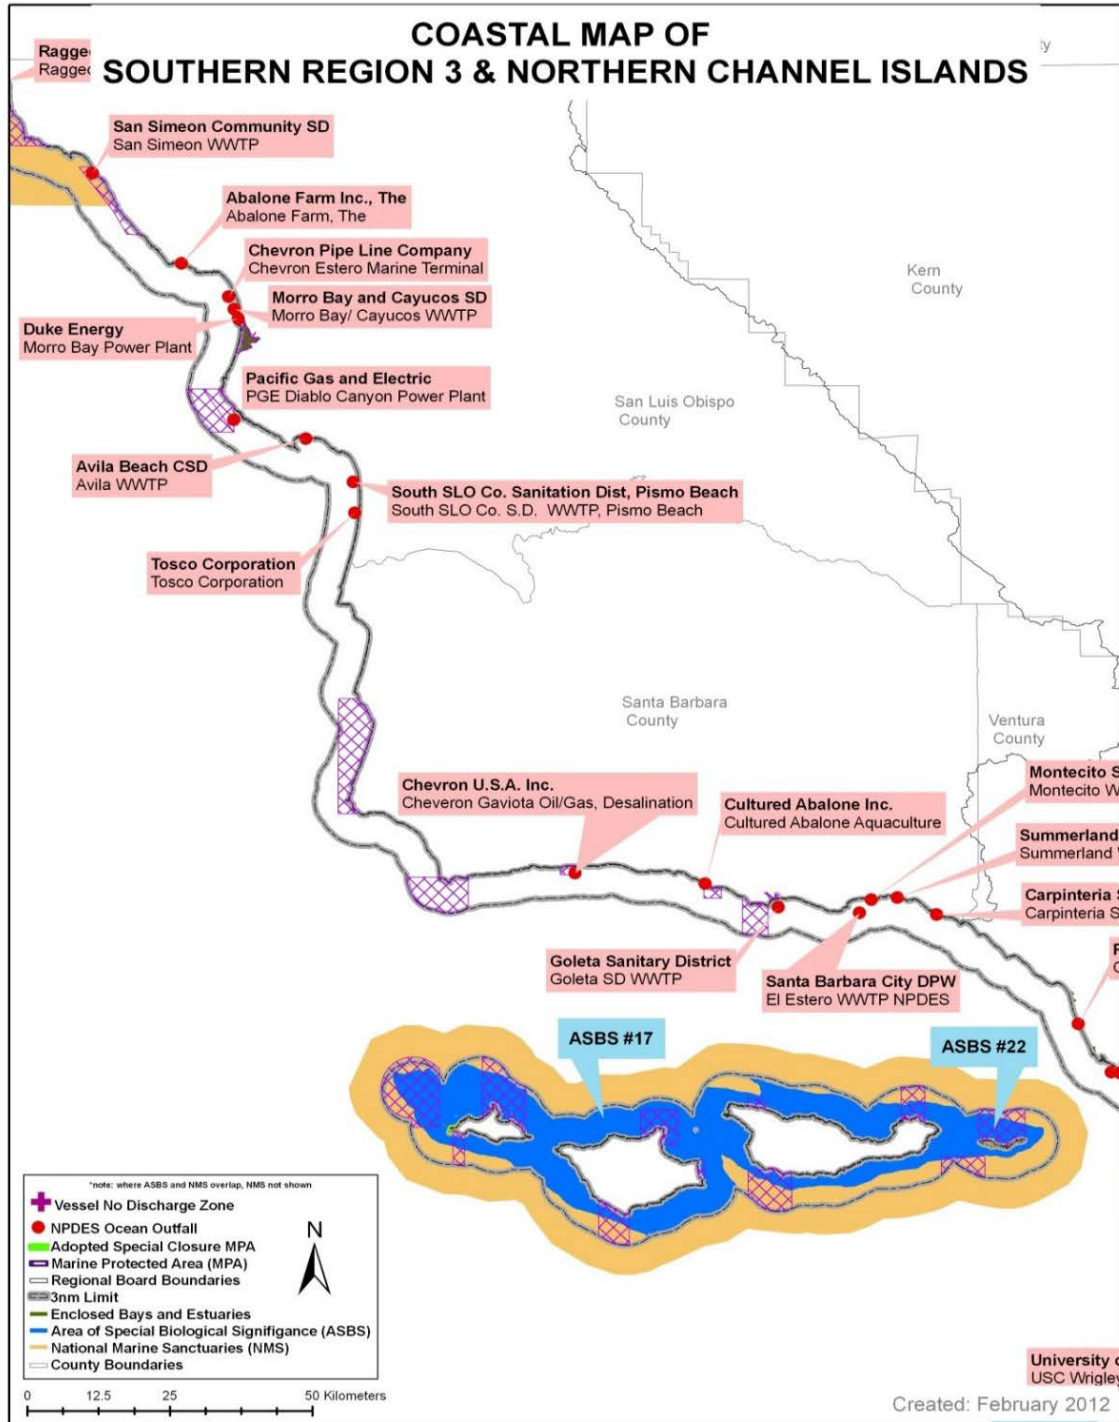 COASTAL MAP OF
SOUTHERN REGION 3 & NORTHERN CHANNEL ISLANDS
San Simeon Community SD
San Simeon WWTP
Abalone Farm Inc., The
Abalone Farm, The
Chevron Pipe Line Company
Chevron Estero Marine Terminal
Morro Bay and Cayucos SD
Morro Bay/ Cayucos WWTP
Duke Energy
Morro Bay Power Plant
Pacific Gas and Electric
PGE Diablo Canyon Power Plant
Avila Beach CSD
Avila WWTP
South SLO Co. Sanitation Dist, Pismo Beach
South SLO Co. S.D. WWTP, Pismo Beach
Tosco Corporation
Tosco Corporation
Kern
County
San Luis Obispo
County
Santa Barbara
County
Ventura
County
Chevron U.S.A. Inc.
Cheveron Gaviota Oil/Gas, Desalination
Cultured Abalone Inc.
Cultured Abalone Aquaculture
Montecito S
Montecito W
Summerland
Summerland
Carpinteria S
Carpinteria S
Goleta Sanitary District
Goleta SD WWTP
Santa Barbara City DPW
El Estero WWTP NPDES
ASBS #17
ASBS #22
*note: where ASBS and NMS overlap, NMS not shown
Vessel No Discharge Zone
NPDES Ocean Outfall
Adopted Special Closure MPA
Marine Protected Area (MPA)
Regional Board Boundaries
3nm Limit
Enclosed Bays and Estuaries
Area of Special Biological Signifigance (ASBS)
National Marine Sanctuaries (NMS)
County Boundaries
N
0 12.5 25 50 Kilometers
University
USC Wrigley
Created: February 2012